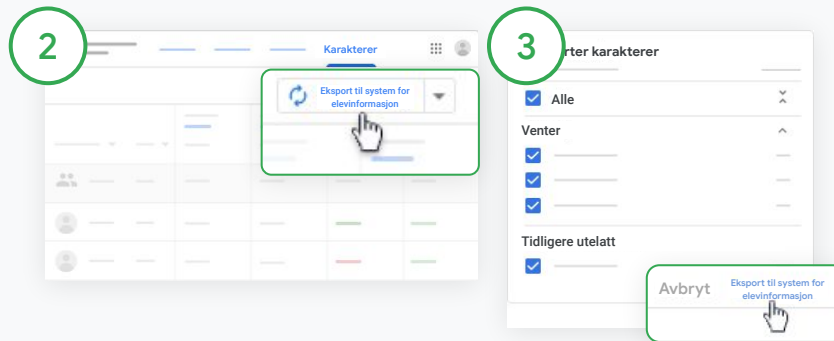 2
Karakterer
Eksport til system for
elevinformasjon
3
rter karakterer
Alle
Venter
Tidligere utelatt
Avbryt
Eksport til system for
elevinformasjon